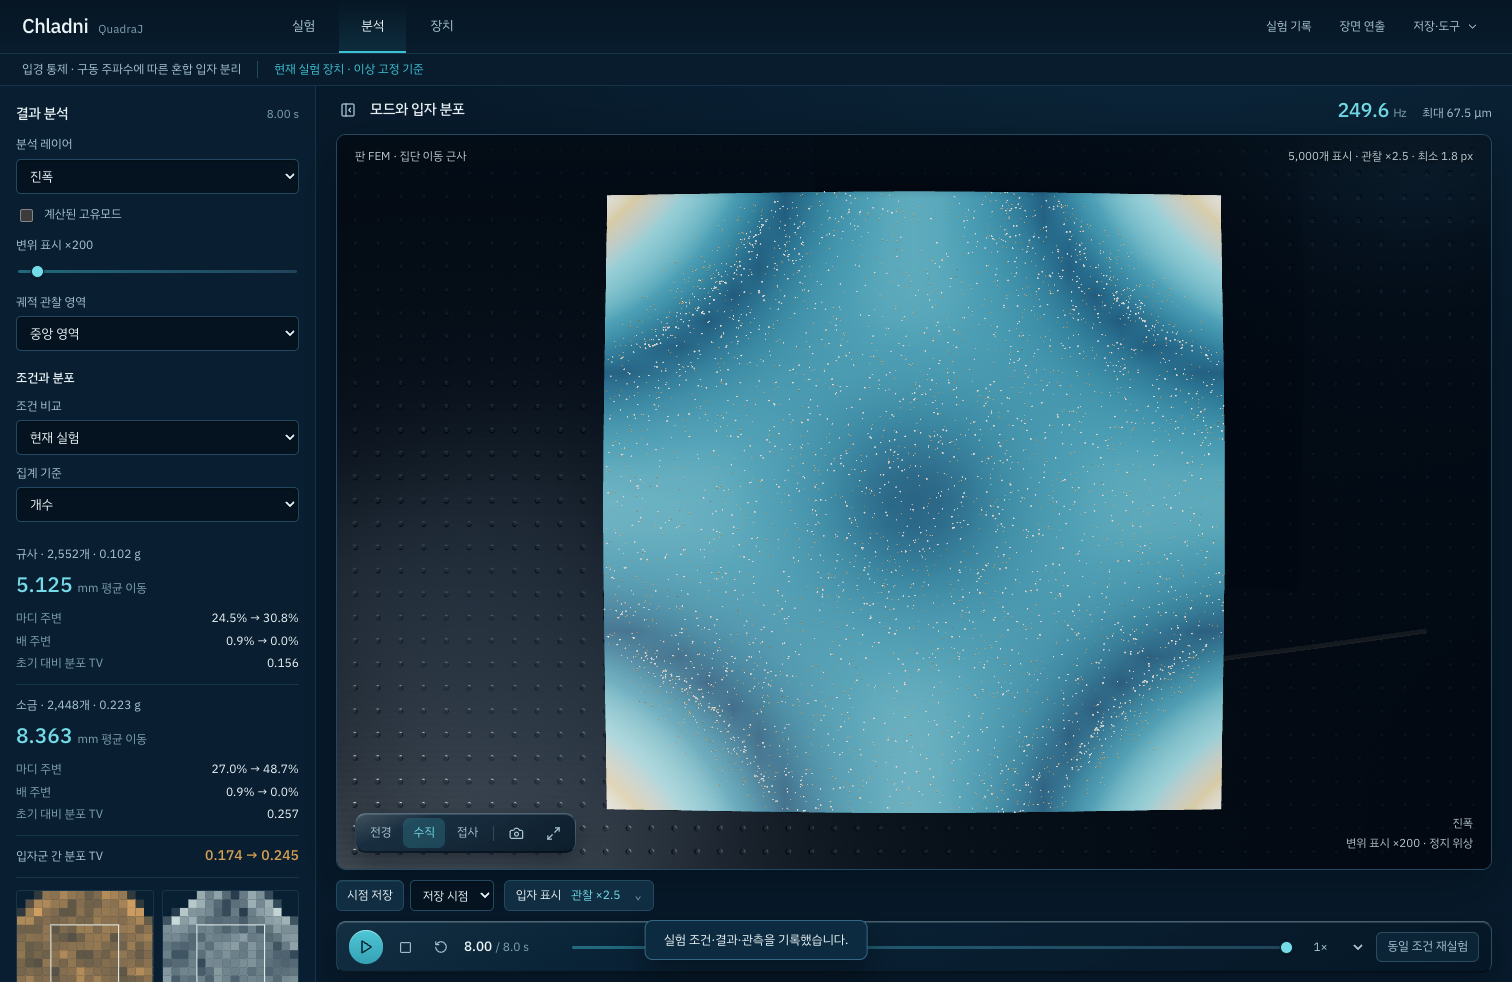 Chladni QuadraJ
실험
분석
장치
실험 기록
장면 연출
저장·도구
입경 통제 · 구동 주파수에 따른 혼합 입자 분리
현재 실험 장치 · 이상 고정 기준
결과 분석
8.00 s
분석 레이어
진폭
계산된 고유모드
변위 표시 ×200
궤적 관찰 영역
중앙 영역
조건과 분포
조건 비교
현재 실험
집계 기준
개수
규사 · 2,552개 · 0.102 g
5.125 mm 평균 이동
마디 주변 24.5% → 30.8%
배 주변 0.9% → 0.0%
초기 대비 분포 TV 0.156
소금 · 2,448개 · 0.223 g
8.363 mm 평균 이동
마디 주변 27.0% → 48.7%
배 주변 0.9% → 0.0%
초기 대비 분포 TV 0.257
입자군 간 분포 TV 0.174 → 0.245
모드와 입자 분포
249.6 Hz 최대 67.5 μm
판 FEM · 집단 이동 근사
5,000개 표시 · 관찰 ×2.5 · 최소 1.8 px
진폭
변위 표시 ×200 · 정지 위상
전경
수직
접사
시점 저장
저장 시점
입자 표시 관찰 ×2.5
8.00 / 8.0 s
실험 조건·결과·관측을 기록했습니다.
1×
동일 조건 재실험